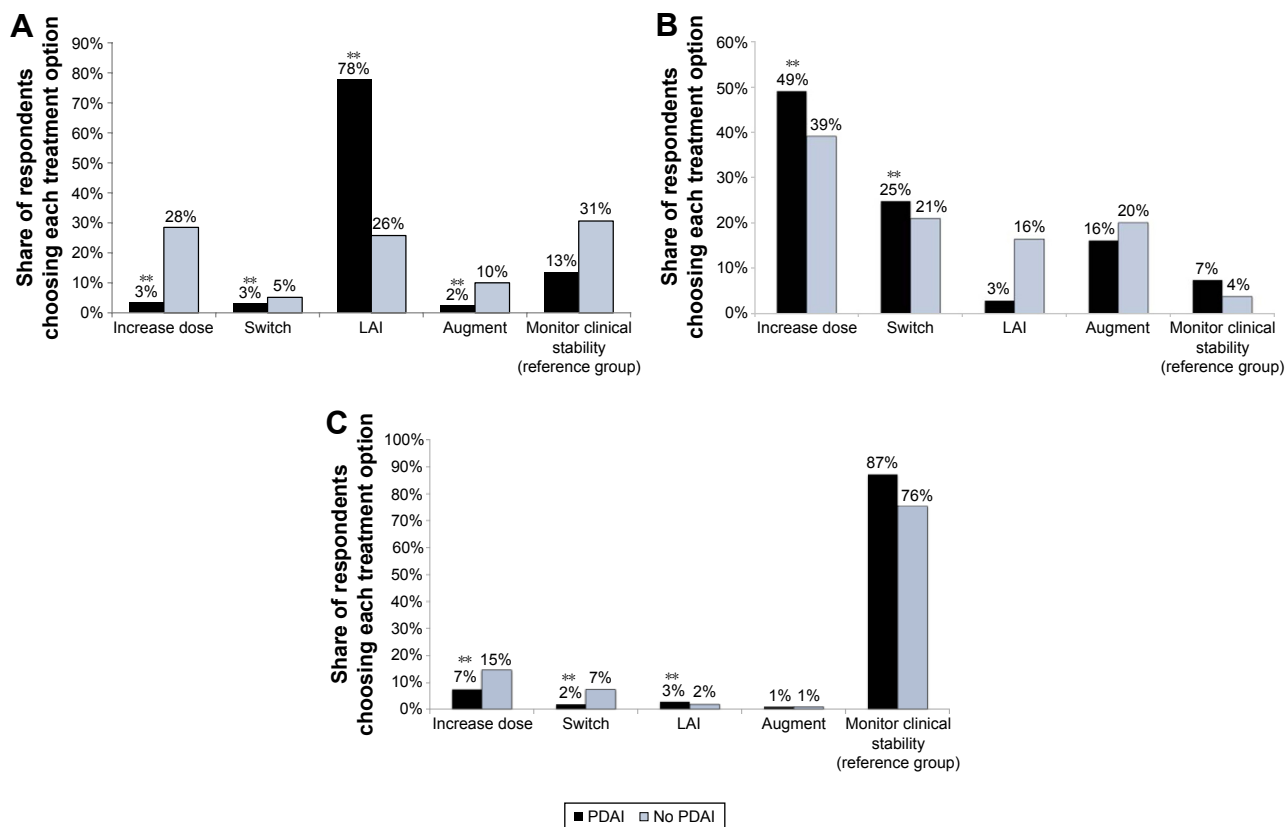 A
Share of respondents
choosing each treatment option
90%
80%
70%
60%
50%
40%
30%
20%
10%
0%
**
3%
28%
**
3%
5%
**
78%
26%
**
2%
10%
13%
31%
Increase dose
Switch
LAI
Augment
Monitor clinical
stability
(reference group)
B
Share of respondents
choosing each treatment option
60%
50%
40%
30%
20%
10%
0%
**
49%
39%
**
25%
21%
3%
16%
16%
20%
7%
4%
Increase dose
Switch
LAI
Augment
Monitor clinical
stability
(reference group)
C
Share of respondents
choosing each treatment option
100%
90%
80%
70%
60%
50%
40%
30%
20%
10%
0%
**
7%
15%
**
2%
7%
**
3%
2%
1%
1%
87%
76%
Increase dose
Switch
LAI
Augment
Monitor clinical
stability
(reference group)
PDAI
No PDAI